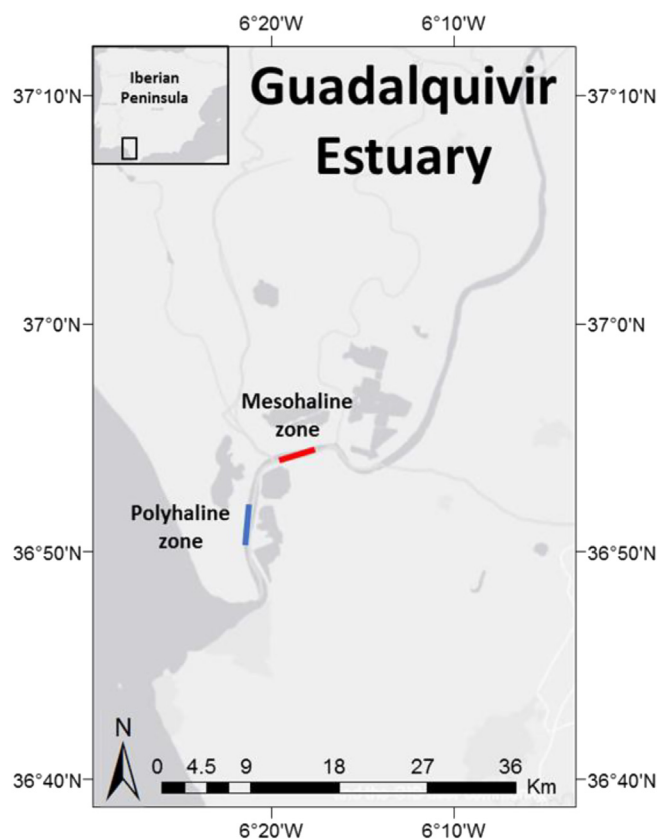 6°20'W 6°10'W
Iberian
Peninsula
Guadalquivir
Estuary
37°10'N 37°10'N
37°0'N 37°0'N
Mesohaline
zone
Polyhaline
zone
36°50'N 36°50'N
N
0 4.5 9 18 27 36
Km
36°40'N 36°40'N
6°20'W 6°10'W